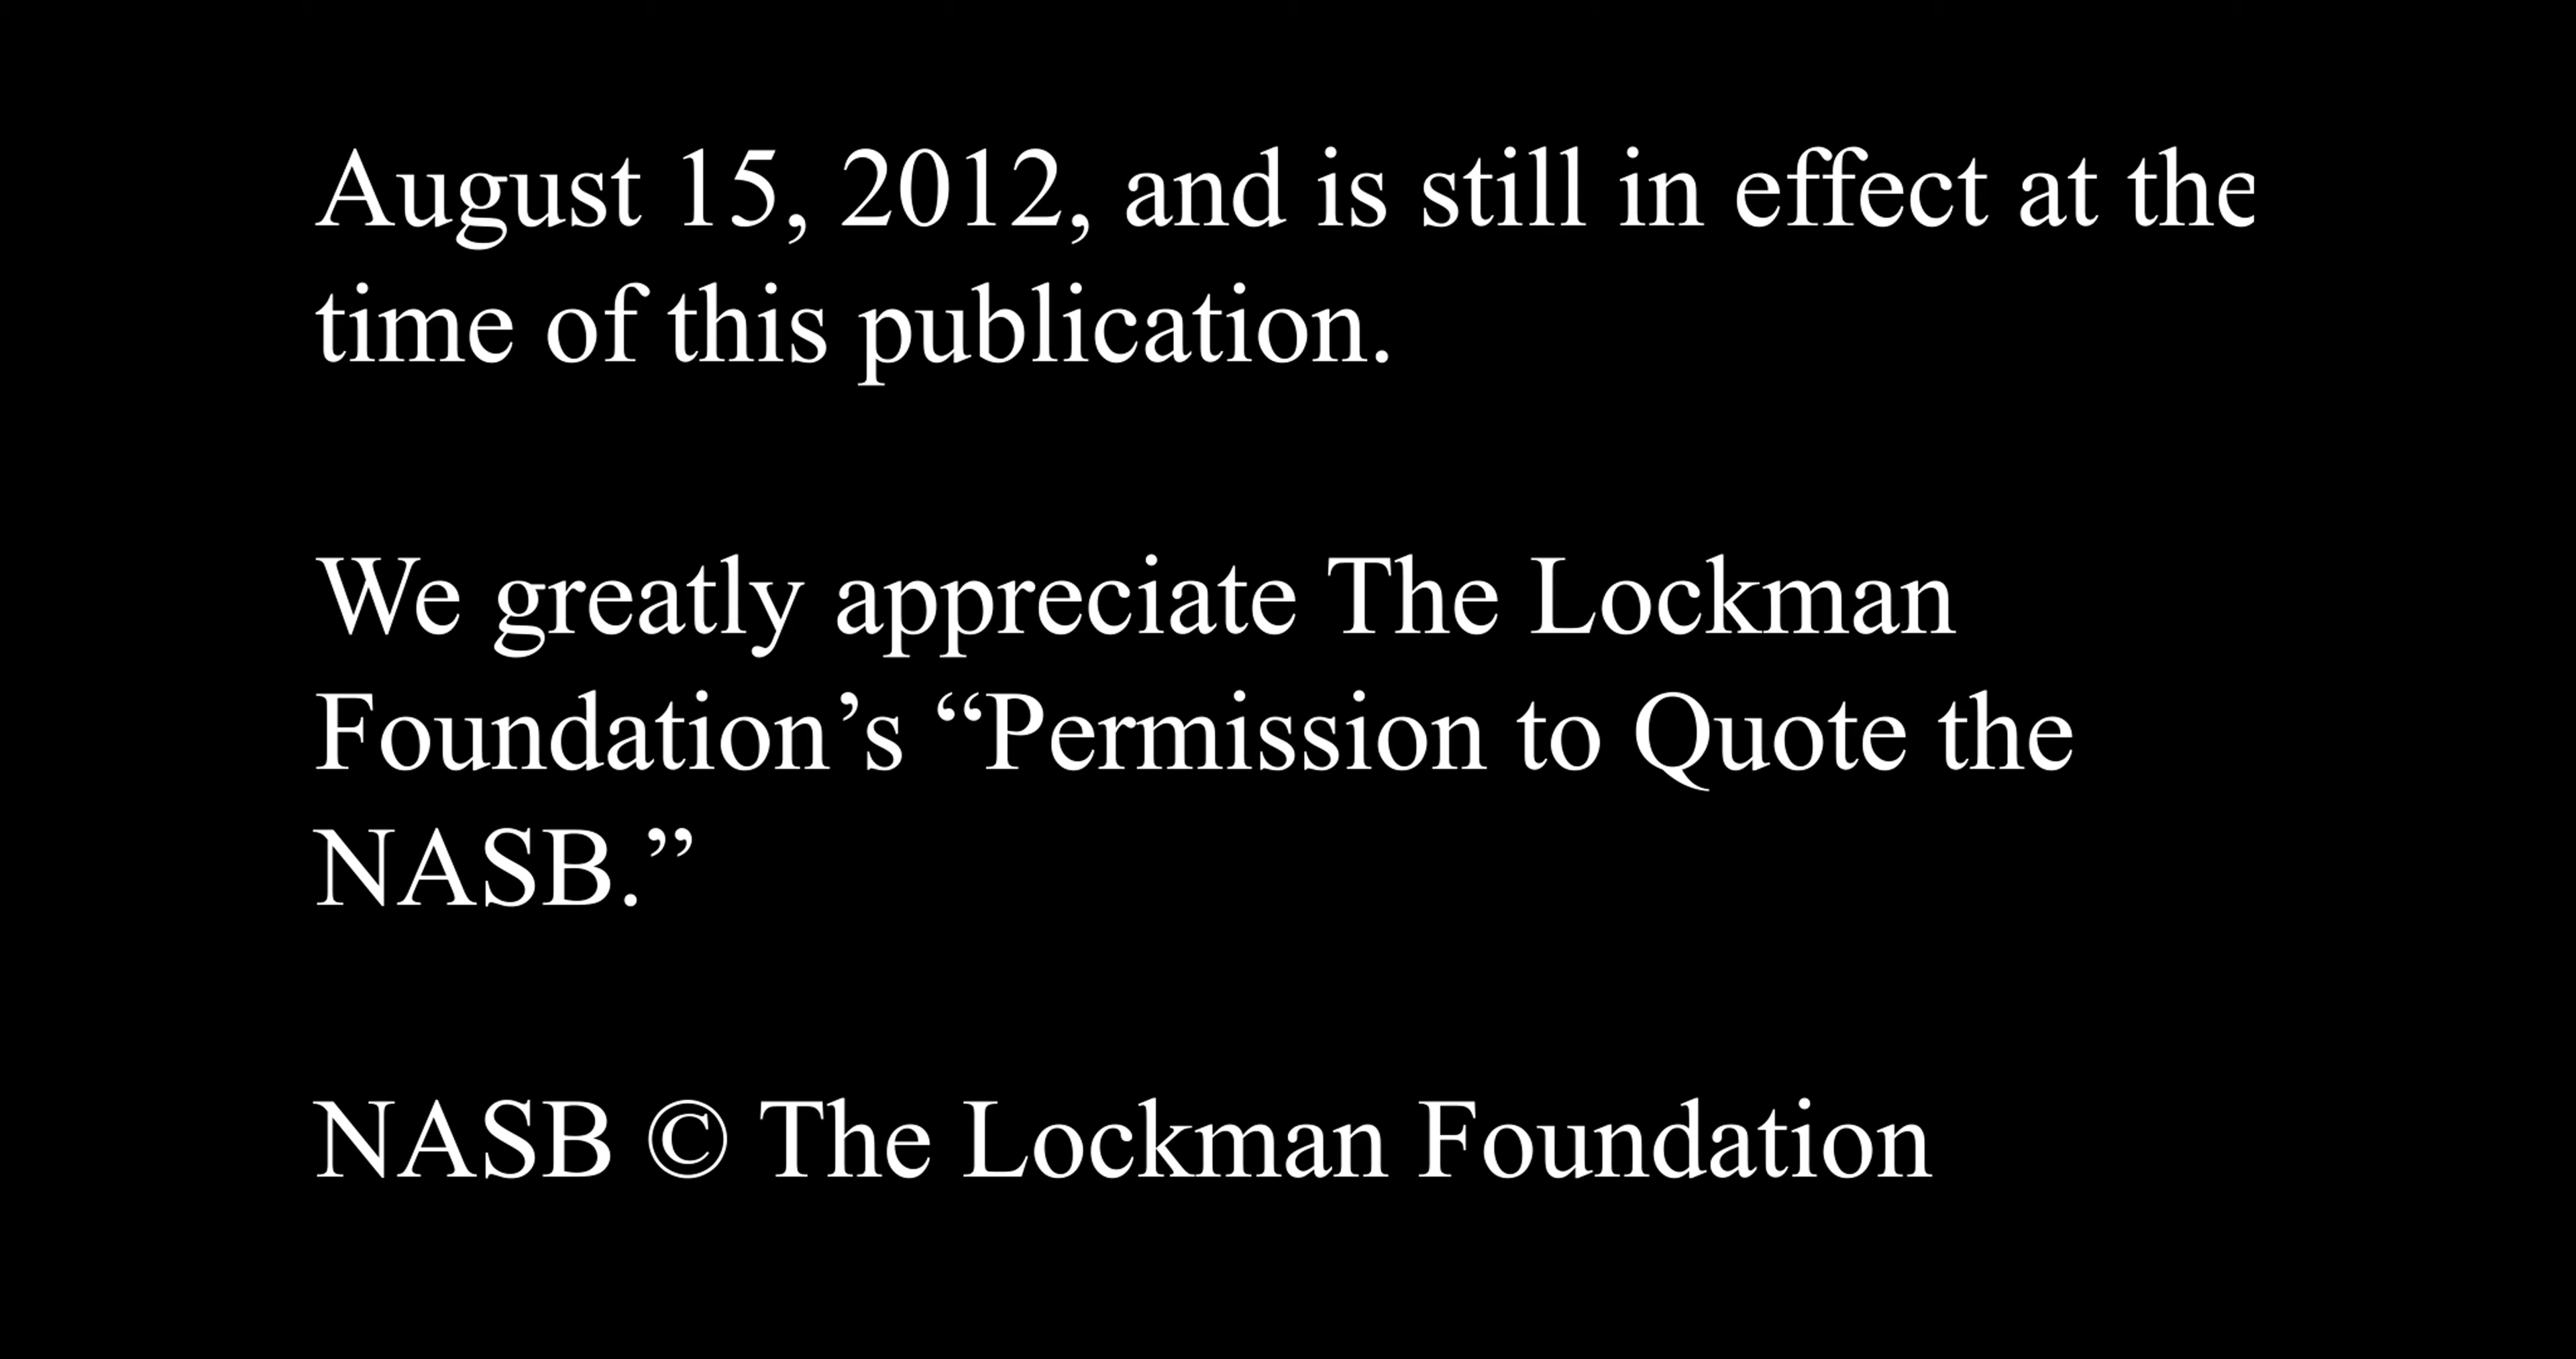 August 15, 2012, and is still in effect at the
time of this publication.
We greatly appreciate The Lockman
Foundation’s “Permission to Quote the
NASB.”
NASB © The Lockman Foundation